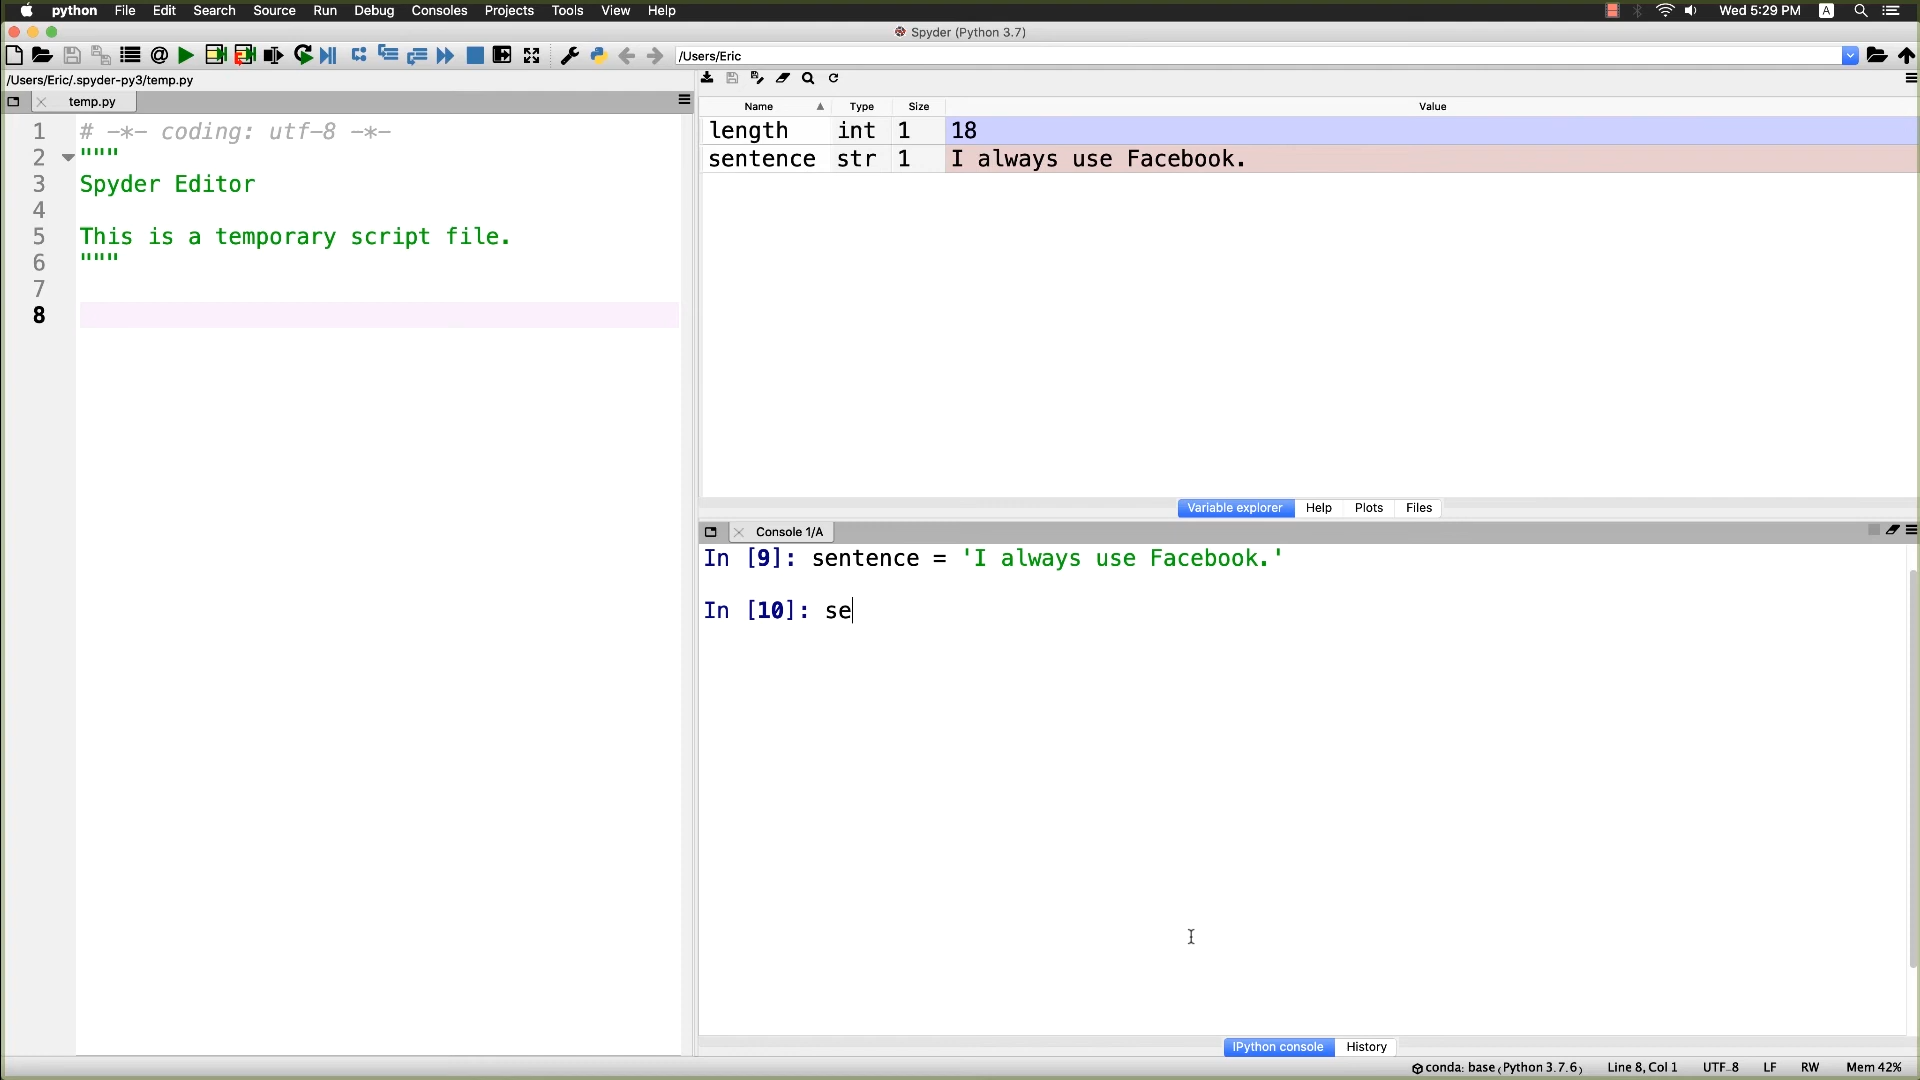 python File Edit Search Source Run Debug Consoles Projects Tools View Help Wed 5:29 PM A
Spyder (Python 3.7)
/Users/Eric
/Users/Eric/.spyder-py3/temp.py
temp.py
1 # -*- coding: utf-8 -*-
2 """
3 Spyder Editor
4
5 This is a temporary script file.
6 """
7
8
Name Type Size Value
length int 1 18
sentence str 1 I always use Facebook.
Variable explorer Help Plots Files
Console 1/A
In [9]: sentence = 'I always use Facebook.'
In [10]: se
IPython console History
conda: base (Python 3.7.6) Line 8, Col 1 UTF-8 LF RW Mem 42%